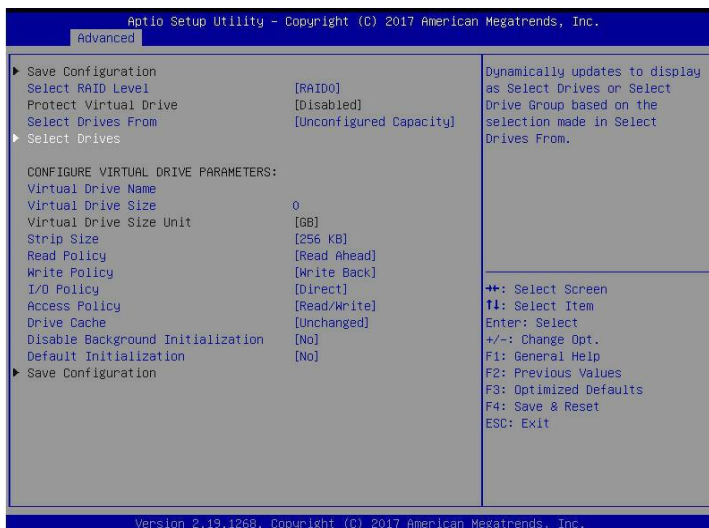 Aptio Setup Utility – Copyright (C) 2017 American Megatrends, Inc.
Advanced
Save Configuration
Select RAID Level [RAID0]
Protect Virtual Drive [Disabled]
Select Drives From [Unconfigured Capacity]
Select Drives
CONFIGURE VIRTUAL DRIVE PARAMETERS:
Virtual Drive Name
Virtual Drive Size 0
Virtual Drive Size Unit [GB]
Strip Size [256 KB]
Read Policy [Read Ahead]
Write Policy [Write Back]
I/O Policy [Direct]
Access Policy [Read/Write]
Drive Cache [Unchanged]
Disable Background Initialization [No]
Default Initialization [No]
Save Configuration
Dynamically updates to display
as Select Drives or Select
Drive Group based on the
selection made in Select
Drives From.
→←: Select Screen
↑↓: Select Item
Enter: Select
+/-: Change Opt.
F1: General Help
F2: Previous Values
F3: Optimized Defaults
F4: Save & Reset
ESC: Exit
Version 2.19.1268. Copyright (C) 2017 American Megatrends, Inc.